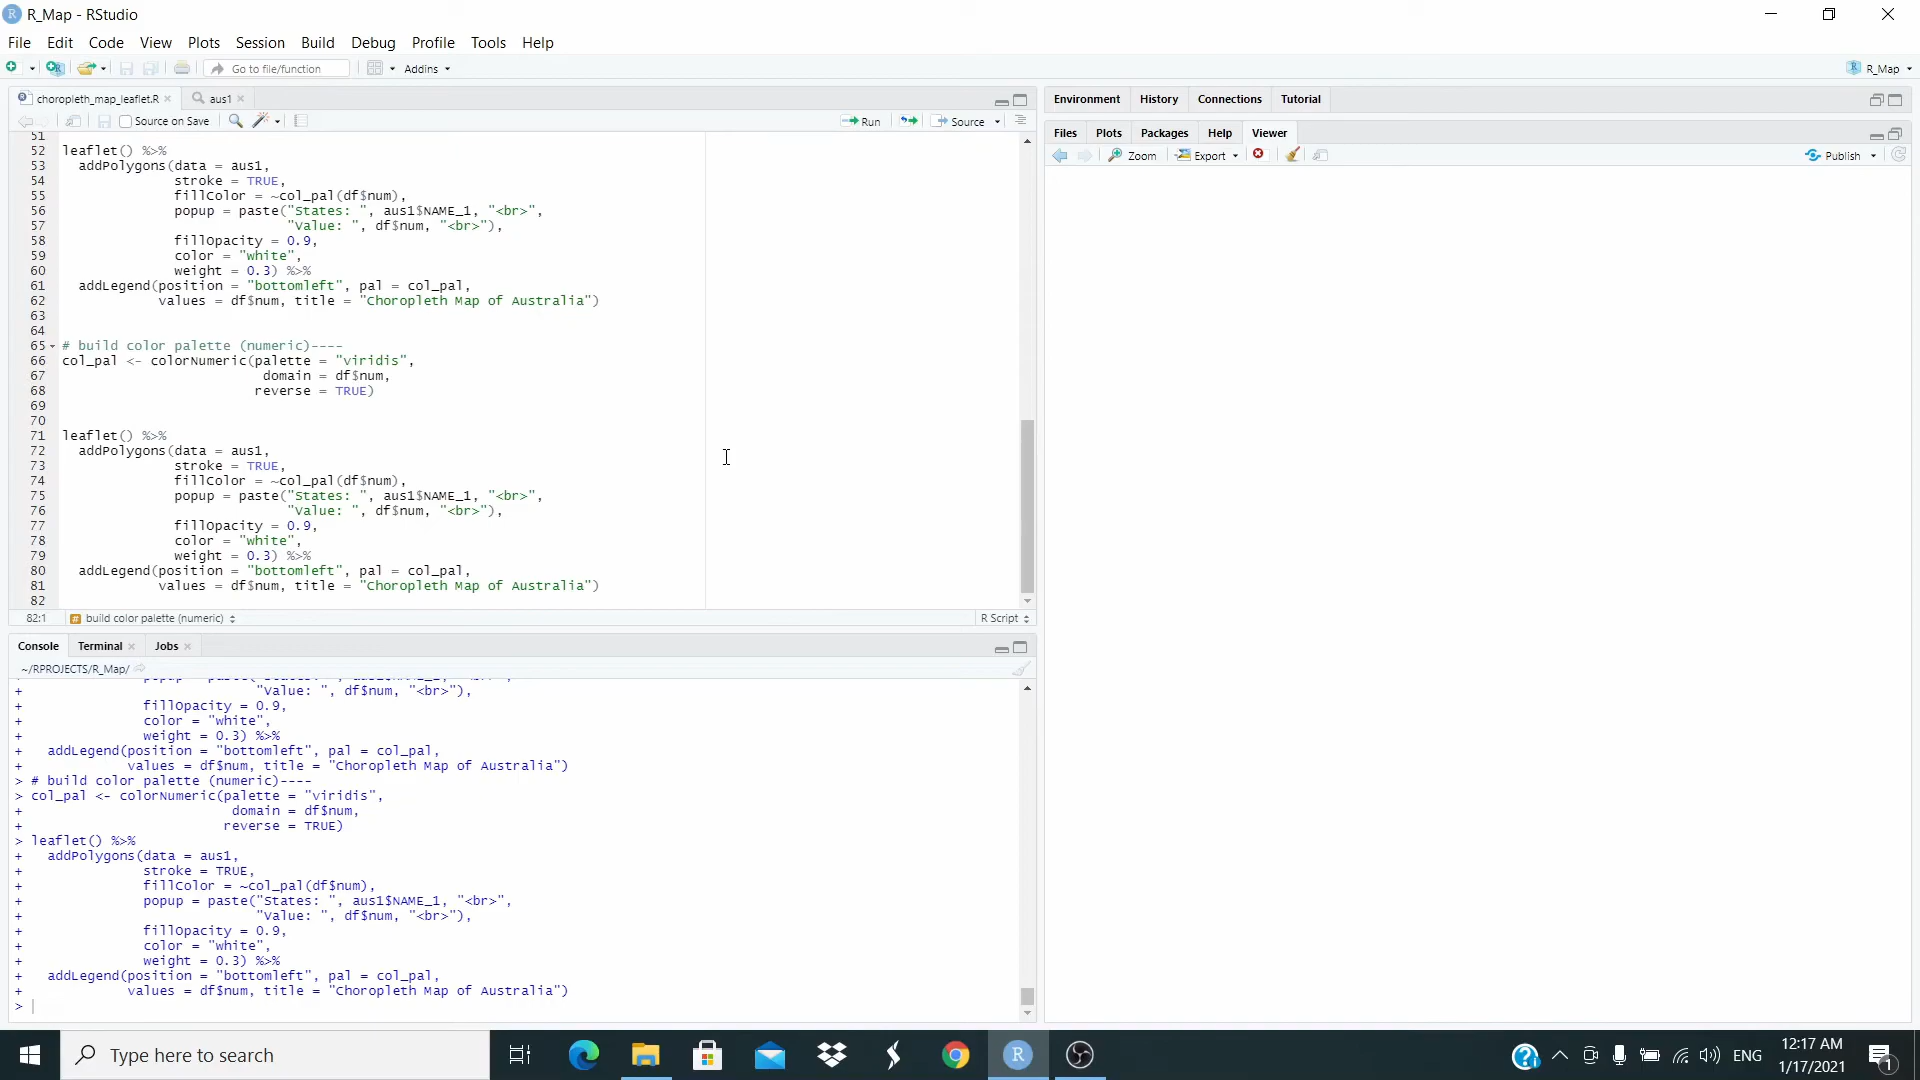 R_Map - RStudio
File Edit Code View Plots Session Build Debug Profile Tools Help
Go to file/function Addins R_Map
choropleth_map_leaflet.R aus1
Source on Save Run Source
51
52 leaflet() %>%
53 addPolygons(data = aus1,
54 stroke = TRUE,
55 fillColor = ~col_pal(df$num),
56 popup = paste("States: ", aus1$NAME_1, "<br>",
57 "Value: ", df$num, "<br>"),
58 fillOpacity = 0.9,
59 color = "white",
60 weight = 0.3) %>%
61 addLegend(position = "bottomleft", pal = col_pal,
62 values = df$num, title = "Choropleth Map of Australia")
63
64
65 # build color palette (numeric)----
66 col_pal <- colorNumeric(palette = "viridis",
67 domain = df$num,
68 reverse = TRUE)
69
70
71 leaflet() %>%
72 addPolygons(data = aus1,
73 stroke = TRUE,
74 fillColor = ~col_pal(df$num),
75 popup = paste("States: ", aus1$NAME_1, "<br>",
76 "Value: ", df$num, "<br>"),
77 fillOpacity = 0.9,
78 color = "white",
79 weight = 0.3) %>%
80 addLegend(position = "bottomleft", pal = col_pal,
81 values = df$num, title = "Choropleth Map of Australia")
82
82:1 build color palette (numeric) R Script
Console Terminal Jobs
~/RPROJECTS/R_Map/
+ "Value: ", df$num, "<br>"),
+ fillOpacity = 0.9,
+ color = "white",
+ weight = 0.3) %>%
+ addLegend(position = "bottomleft", pal = col_pal,
+ values = df$num, title = "Choropleth Map of Australia")
> # build color palette (numeric)----
> col_pal <- colorNumeric(palette = "viridis",
+ domain = df$num,
+ reverse = TRUE)
> leaflet() %>%
+ addPolygons(data = aus1,
+ stroke = TRUE,
+ fillColor = ~col_pal(df$num),
+ popup = paste("States: ", aus1$NAME_1, "<br>",
+ "Value: ", df$num, "<br>"),
+ fillOpacity = 0.9,
+ color = "white",
+ weight = 0.3) %>%
+ addLegend(position = "bottomleft", pal = col_pal,
+ values = df$num, title = "Choropleth Map of Australia")
>
Environment History Connections Tutorial
Files Plots Packages Help Viewer
Zoom Export Publish
Type here to search
ENG
12:17 AM
1/17/2021
1